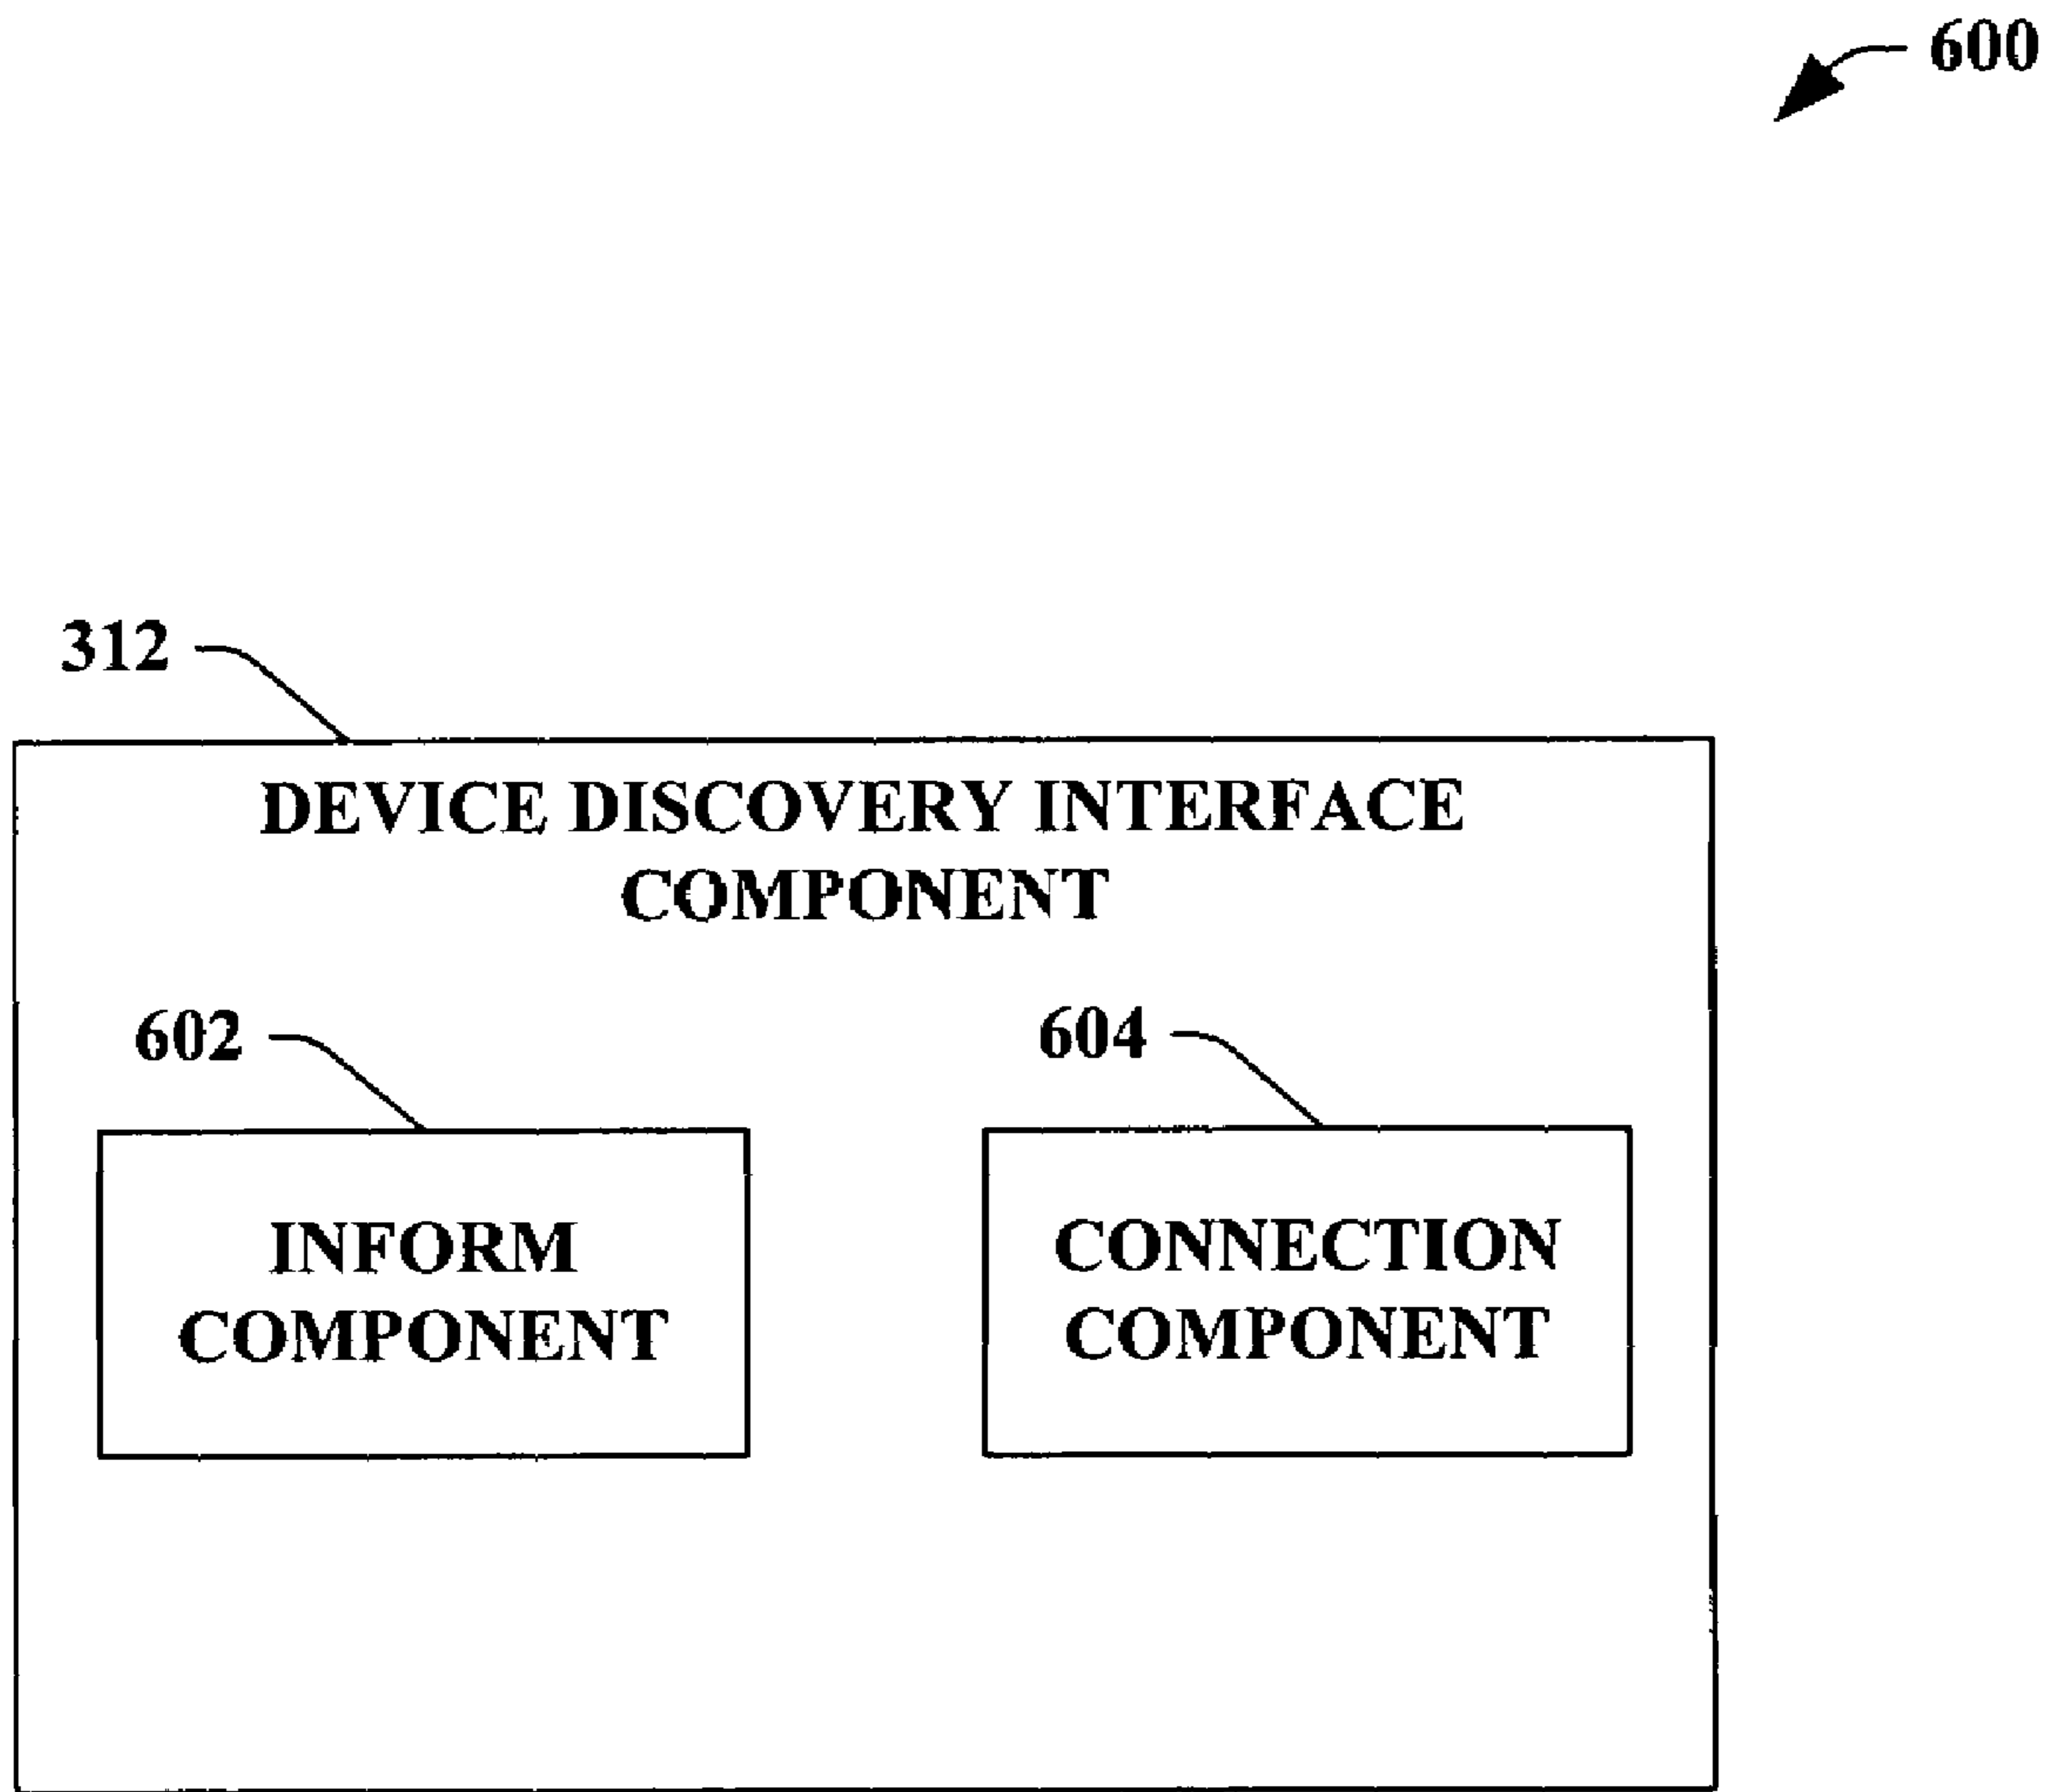 600
312
DEVICE DISCOVERY INTERFACE
COMPONENT
602
604
INFORM
COMPONENT
CONNECTION
COMPONENT